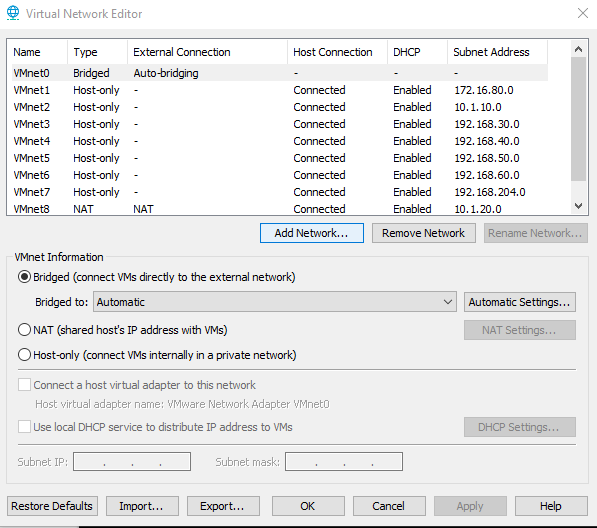 Virtual Network Editor
Name Type External Connection Host Connection DHCP Subnet Address
VMnet0 Bridged Auto-bridging - - -
VMnet1 Host-only - Connected Enabled 172.16.80.0
VMnet2 Host-only - Connected Enabled 10.1.10.0
VMnet3 Host-only - Connected Enabled 192.168.30.0
VMnet4 Host-only - Connected Enabled 192.168.40.0
VMnet5 Host-only - Connected Enabled 192.168.50.0
VMnet6 Host-only - Connected Enabled 192.168.60.0
VMnet7 Host-only - Connected Enabled 192.168.204.0
VMnet8 NAT NAT Connected Enabled 10.1.20.0
Add Network... Remove Network Rename Network...
VMnet Information
Bridged (connect VMs directly to the external network)
Bridged to: Automatic Automatic Settings...
NAT (shared host's IP address with VMs) NAT Settings...
Host-only (connect VMs internally in a private network)
Connect a host virtual adapter to this network
Host virtual adapter name: VMware Network Adapter VMnet0
Use local DHCP service to distribute IP address to VMs DHCP Settings...
Subnet IP: . . . Subnet mask: . . .
Restore Defaults Import... Export... OK Cancel Apply Help